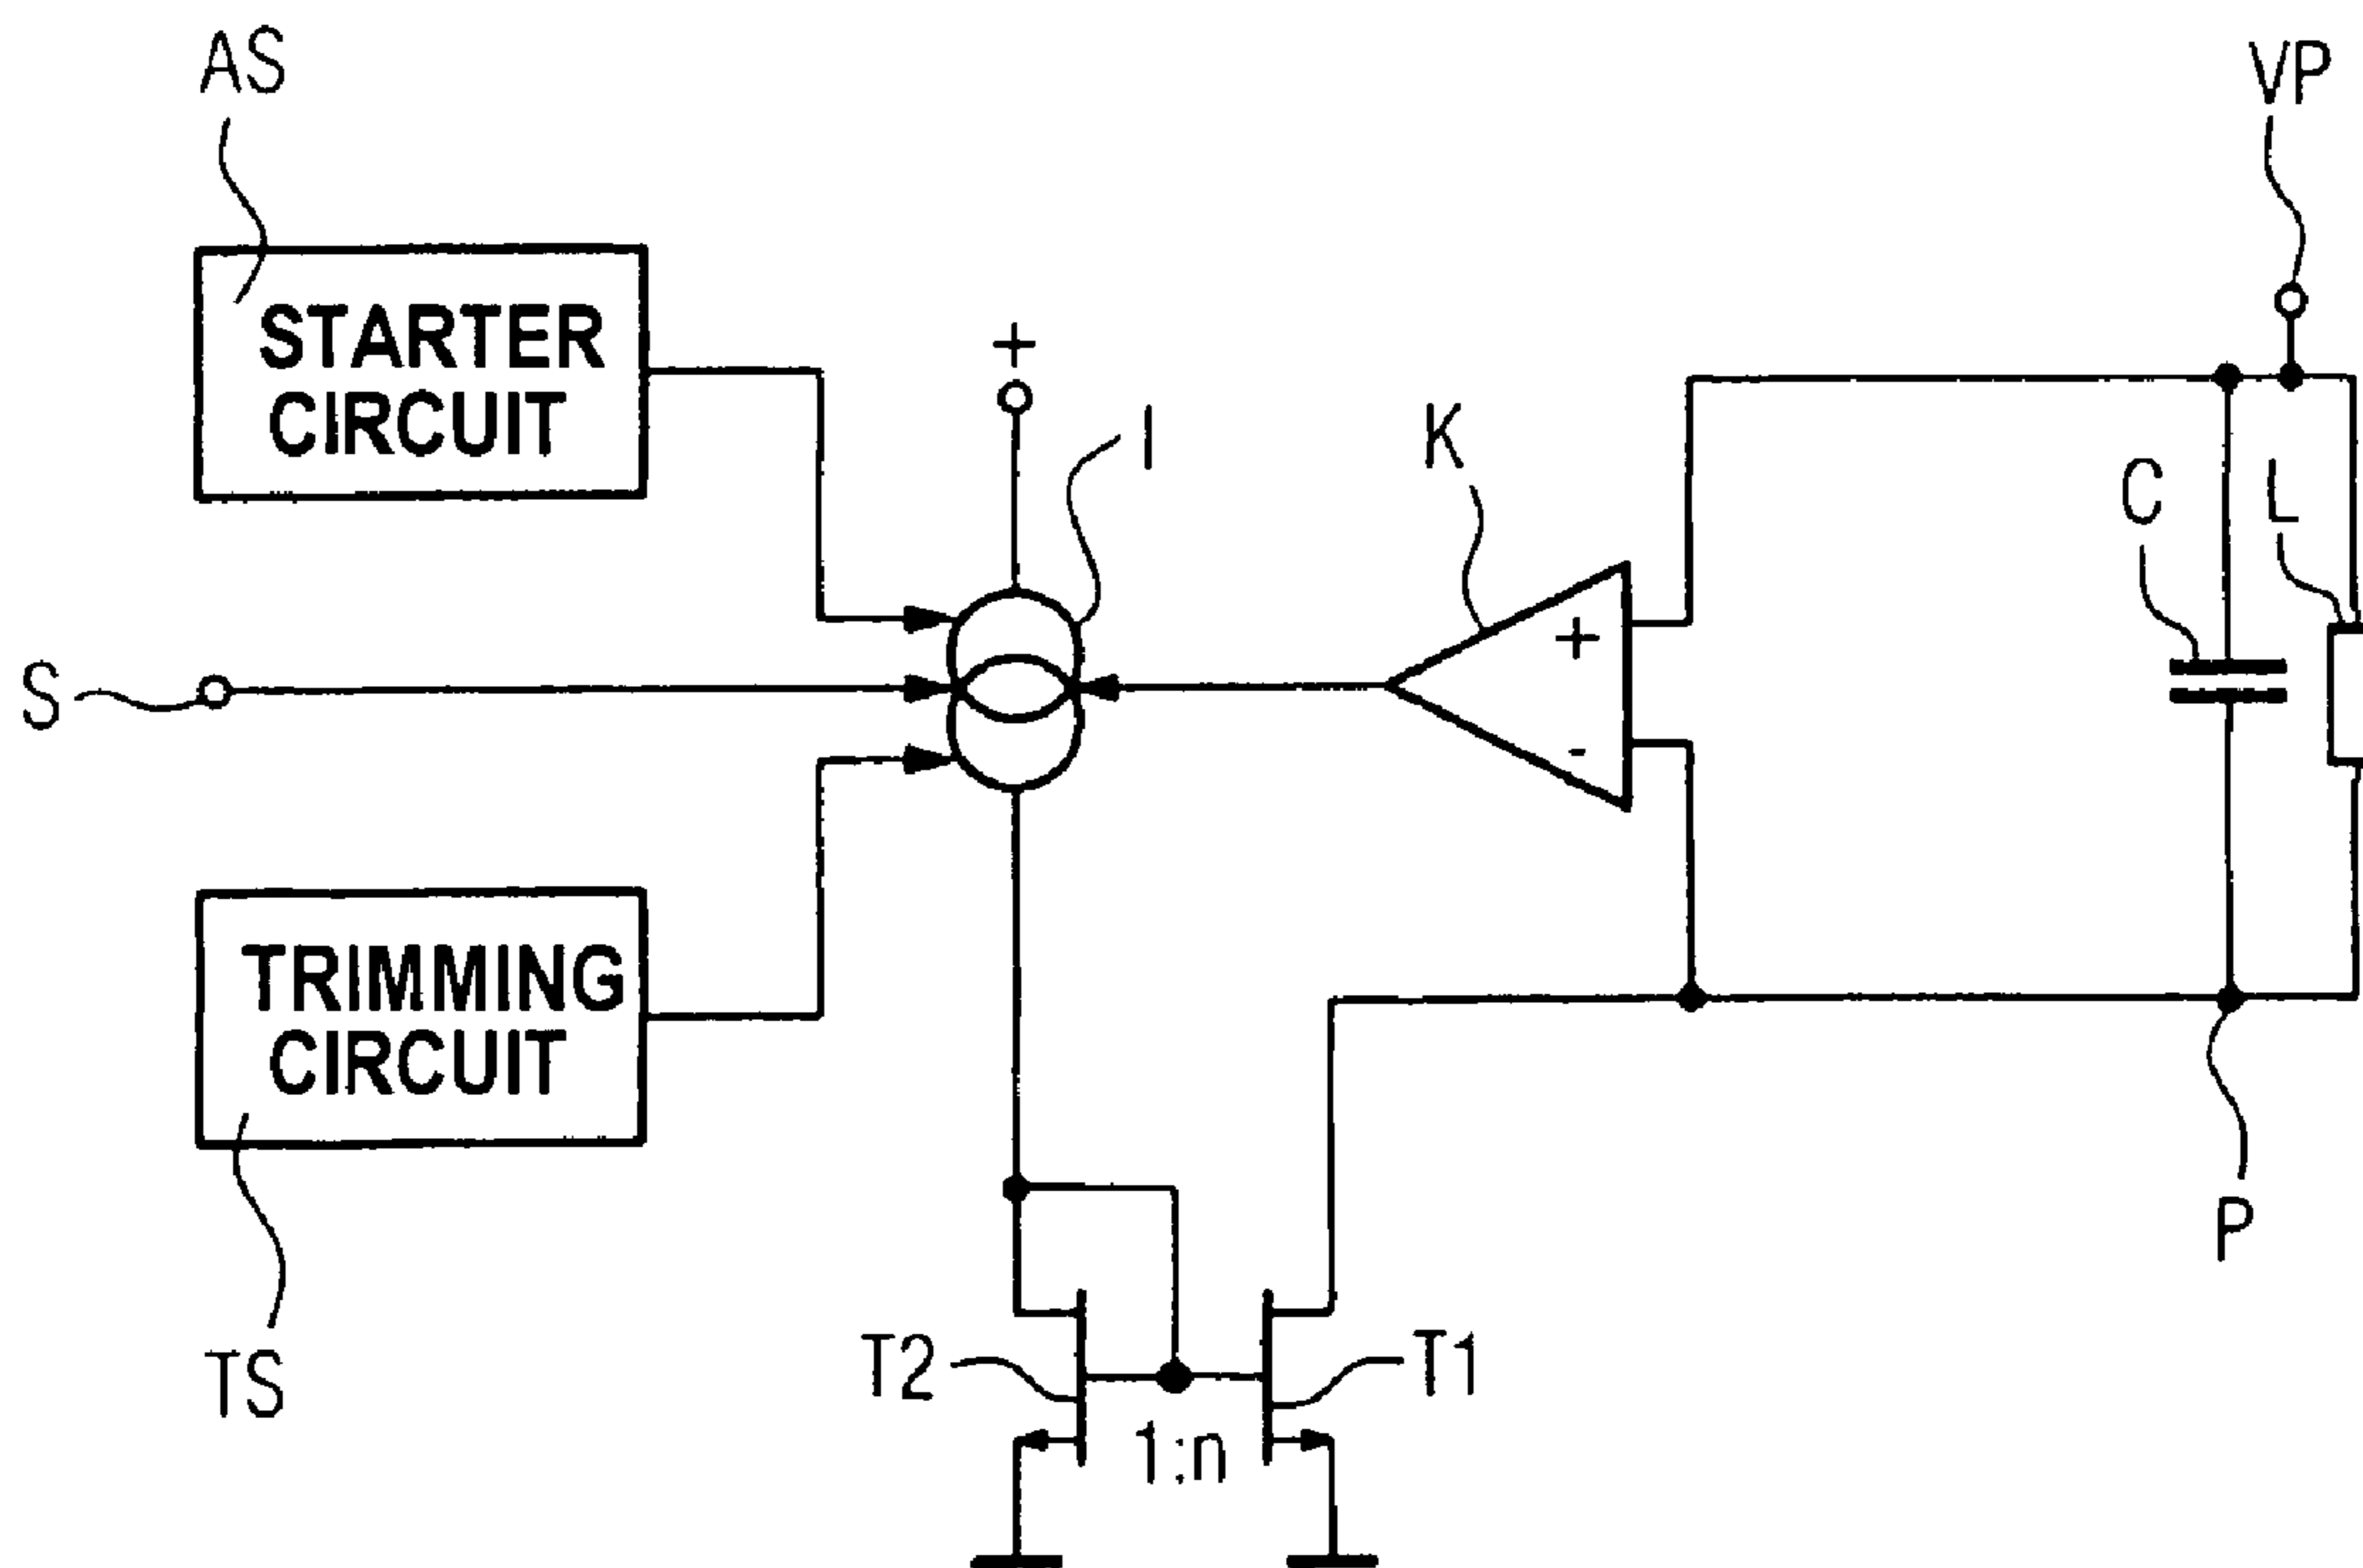 AS
VP
STARTER
CIRCUIT
+
I
K
C
L
+
S
-
TRIMMING
CIRCUIT
P
T2
T1
TS
1:n